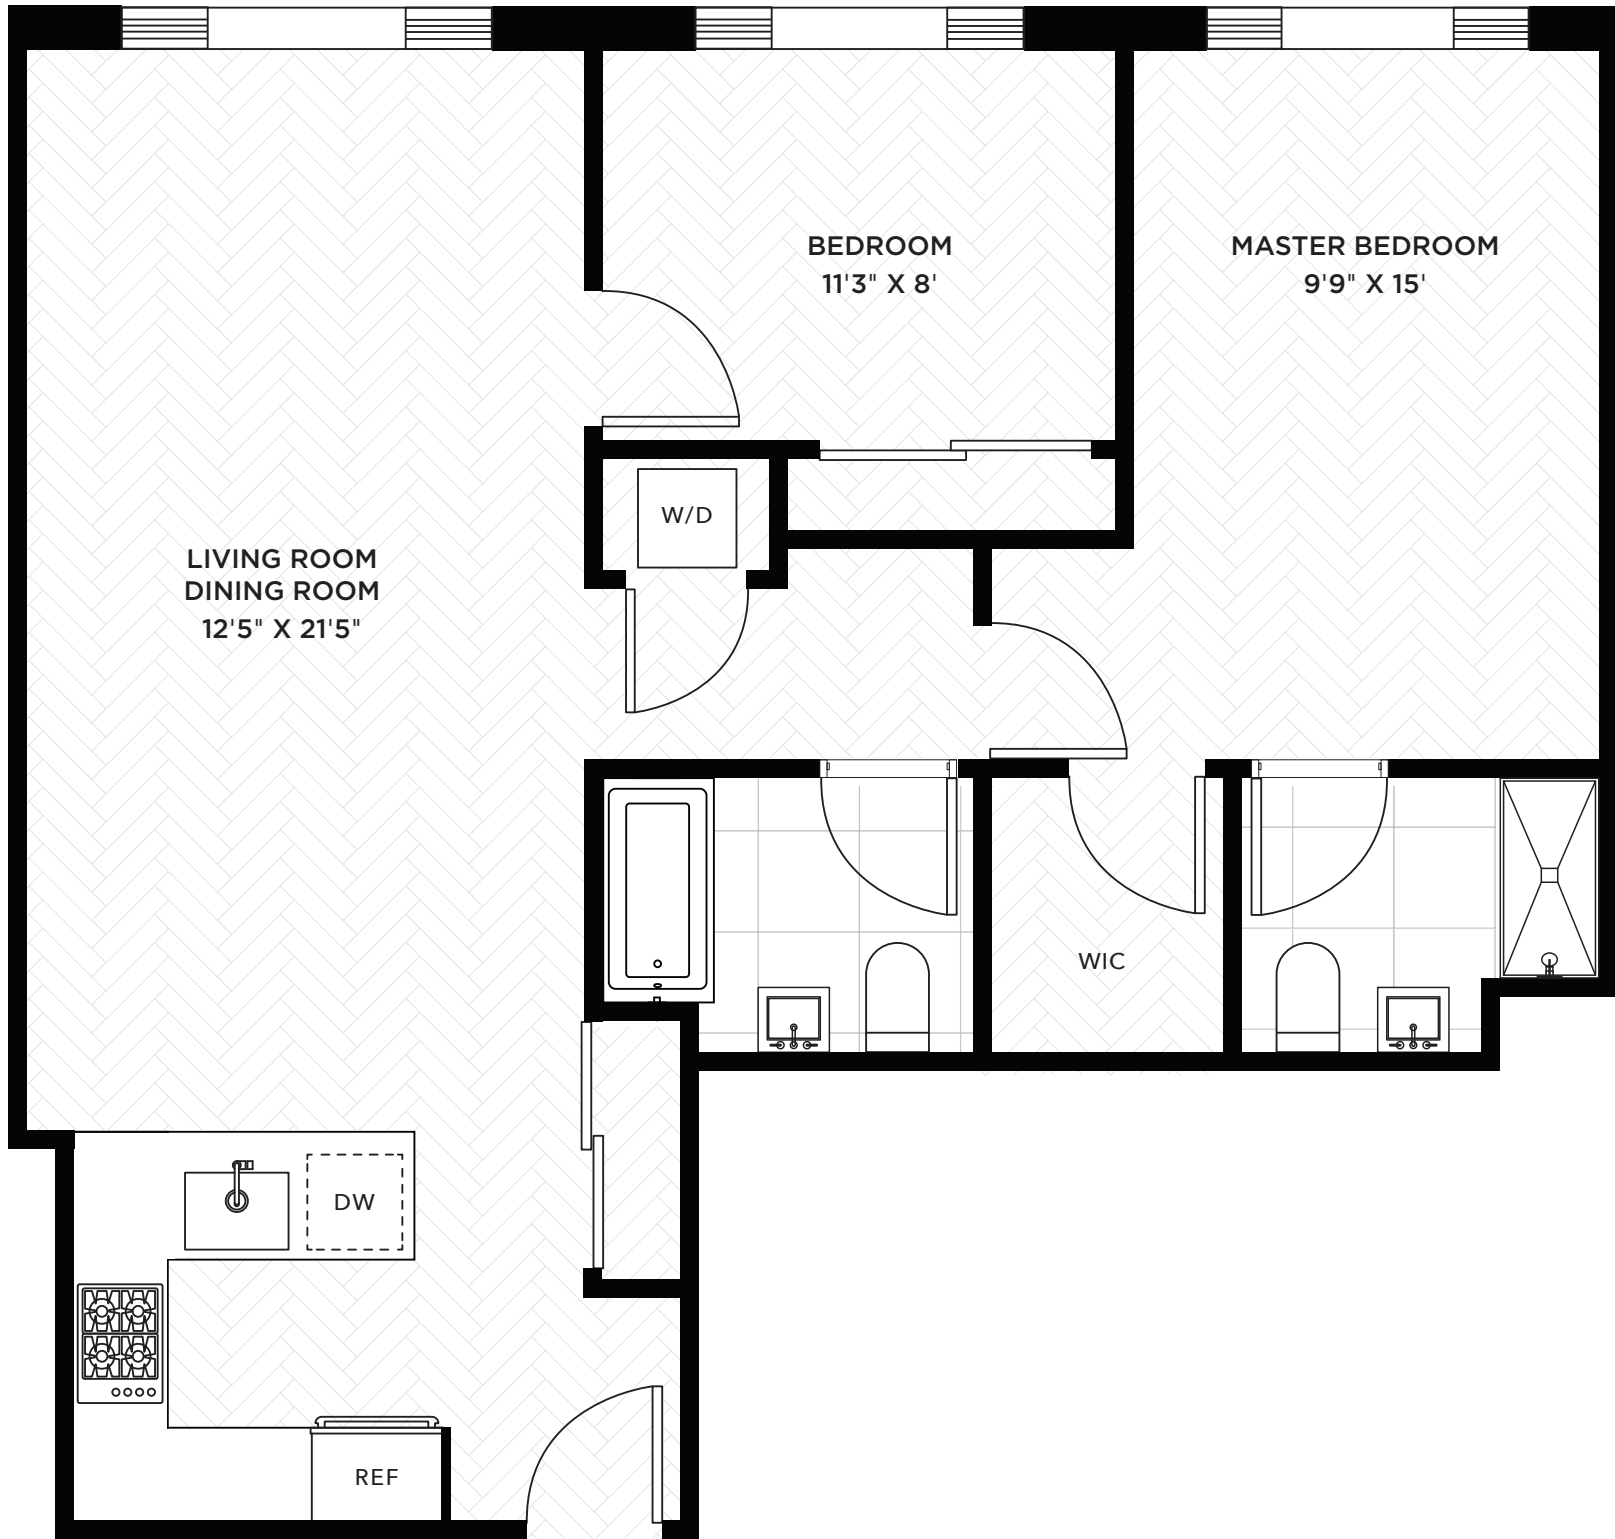 BEDROOM
11'3" X 8'
MASTER BEDROOM
9'9" X 15'
W/D
LIVING ROOM
DINING ROOM
12'5" X 21'5"
WIC
DW
REF